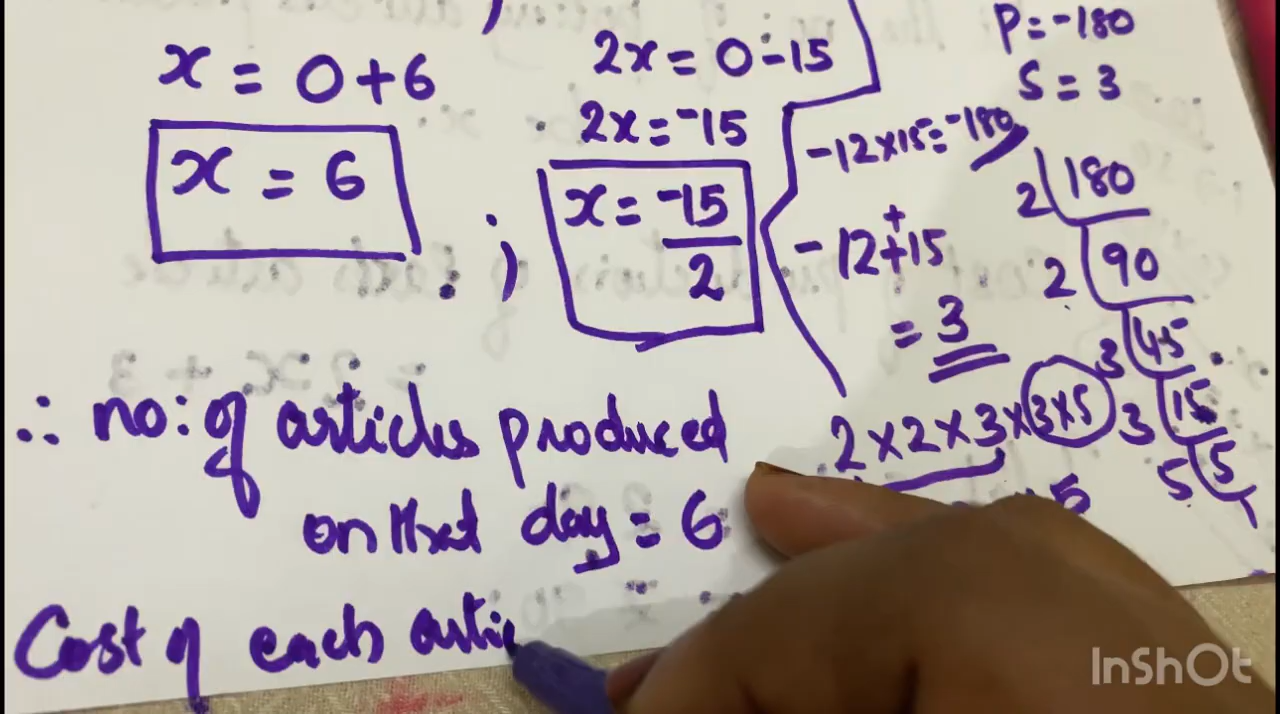 x = 0+6
x = 6
;
2x = 0-15
2x = -15
x = -15/2
P = -180
S = 3
-12×15=-180
-12+15
= 3
2 180
2 90
3 45
3 15
5 5
2×2×3×3×5
15
∴ no: of articles produced
on that day = 6
Cost of each arti
InShOt